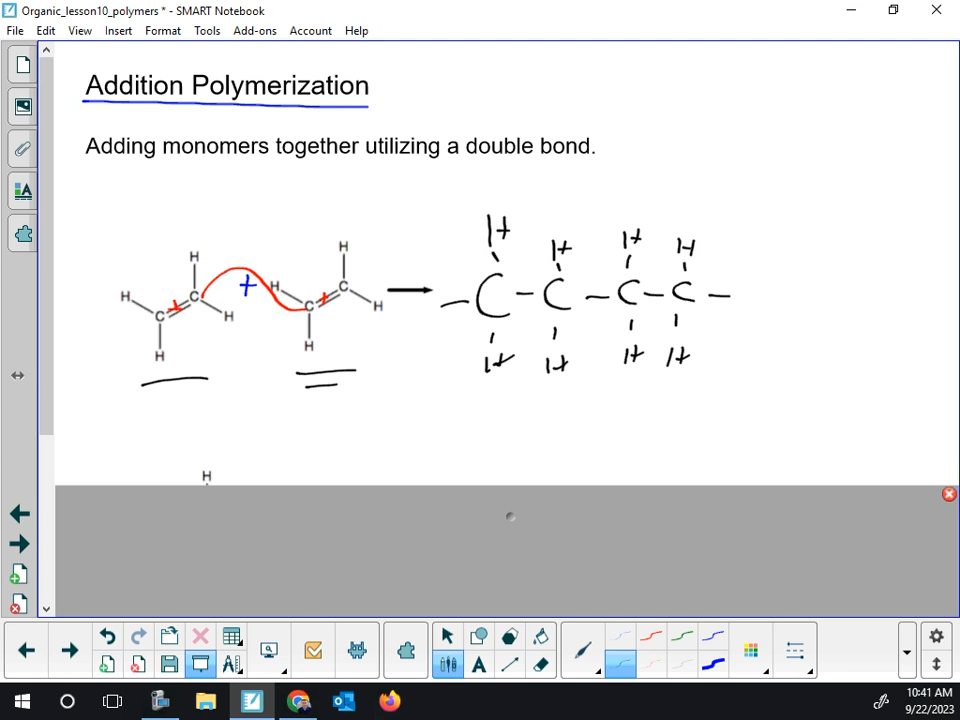 Organic_lesson10_polymers * - SMART Notebook
File Edit View Insert Format Tools Add-ons Account Help
Addition Polymerization
Adding monomers together utilizing a double bond.
H H H H
H H
H C H + H C H
C H C H → - C - C - C - C -
H H
H H H H
H
A
A
10:41 AM
9/22/2023